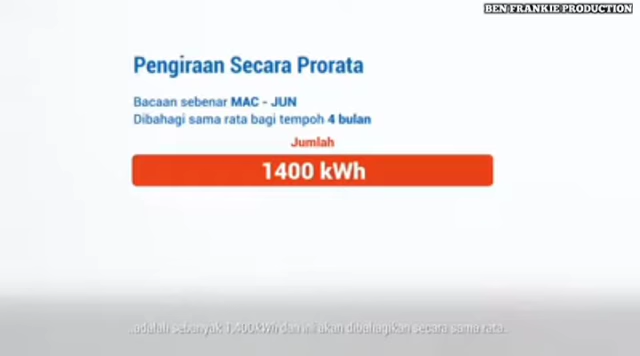 BEN FRANKIE PRODUCTION
Pengiraan Secara Prorata
Bacaan sebenar MAC - JUN
Dibahagi sama rata bagi tempoh 4 bulan
Jumlah
1400 kWh
..adalah sebanyak 1,400kWh dan ini akan dibahagikan secara sama rata.